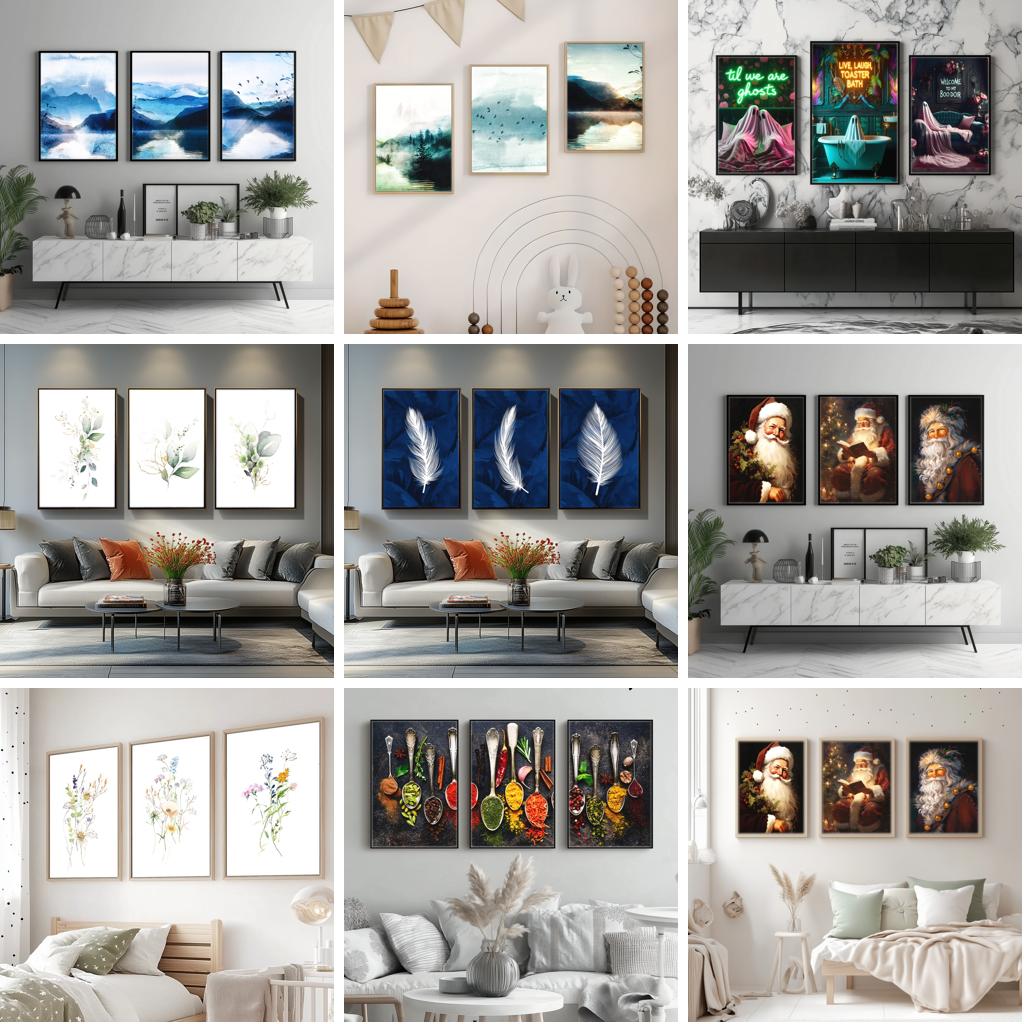 til we are
ghosts
LIVE, LAUGH,
TOASTER
BATH
WELCOME
TO MY
BOO-DOIR